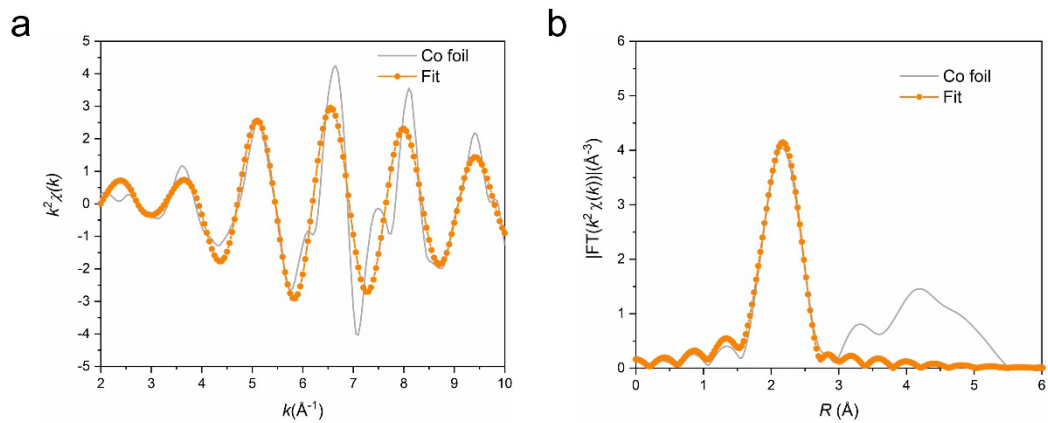 a
5
4
3
2
1
0
-1
-2
-3
-4
-5
k² χ(k)
Co foil
Fit
2 3 4 5 6 7 8 9 10
k(Å⁻¹)
b
6
5
4
3
2
1
0
|FT(k² χ(k))|(Å⁻³)
Co foil
Fit
0 1 2 3 4 5 6
R (Å)